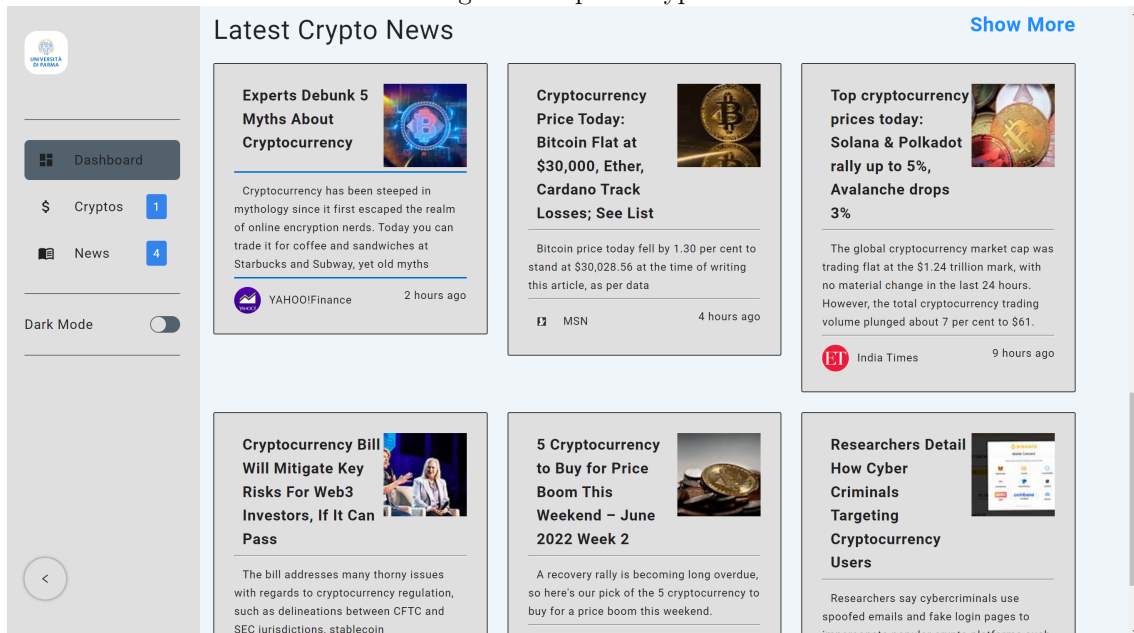 Latest Crypto News
Show More
UNIVERSITÀ
DI PARMA
Dashboard
$ Cryptos 1
News 4
Dark Mode
<
Experts Debunk 5
Myths About
Cryptocurrency
Cryptocurrency has been steeped in
mythology since it first escaped the realm
of online encryption nerds. Today you can
trade it for coffee and sandwiches at
Starbucks and Subway, yet old myths
YAHOO!Finance
2 hours ago
Cryptocurrency
Price Today:
Bitcoin Flat at
$30,000, Ether,
Cardano Track
Losses; See List
Bitcoin price today fell by 1.30 per cent to
stand at $30,028.56 at the time of writing
this article, as per data
MSN
4 hours ago
Top cryptocurrency
prices today:
Solana & Polkadot
rally up to 5%,
Avalanche drops
3%
The global cryptocurrency market cap was
trading flat at the $1.24 trillion mark, with
no material change in the last 24 hours.
However, the total cryptocurrency trading
volume plunged about 7 per cent to $61.
ET
India Times
9 hours ago
Cryptocurrency Bill
Will Mitigate Key
Risks For Web3
Investors, If It Can
Pass
The bill addresses many thorny issues
with regards to cryptocurrency regulation,
such as delineations between CFTC and
SEC jurisdictions, stablecoin
5 Cryptocurrency
to Buy for Price
Boom This
Weekend – June
2022 Week 2
A recovery rally is becoming long overdue,
so here's our pick of the 5 cryptocurrency to
buy for a price boom this weekend.
Researchers Detail
How Cyber
Criminals
Targeting
Cryptocurrency
Users
Researchers say cybercriminals use
spoofed emails and fake login pages to